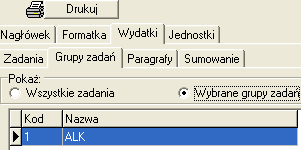 Drukuj
Nagłówek Formatka Wydatki Jednostki
Zadania Grupy zadań Paragrafy Sumowanie
Pokaż:
Wszystkie zadania Wybrane grupy zadań
Kod Nazwa
1 ALK